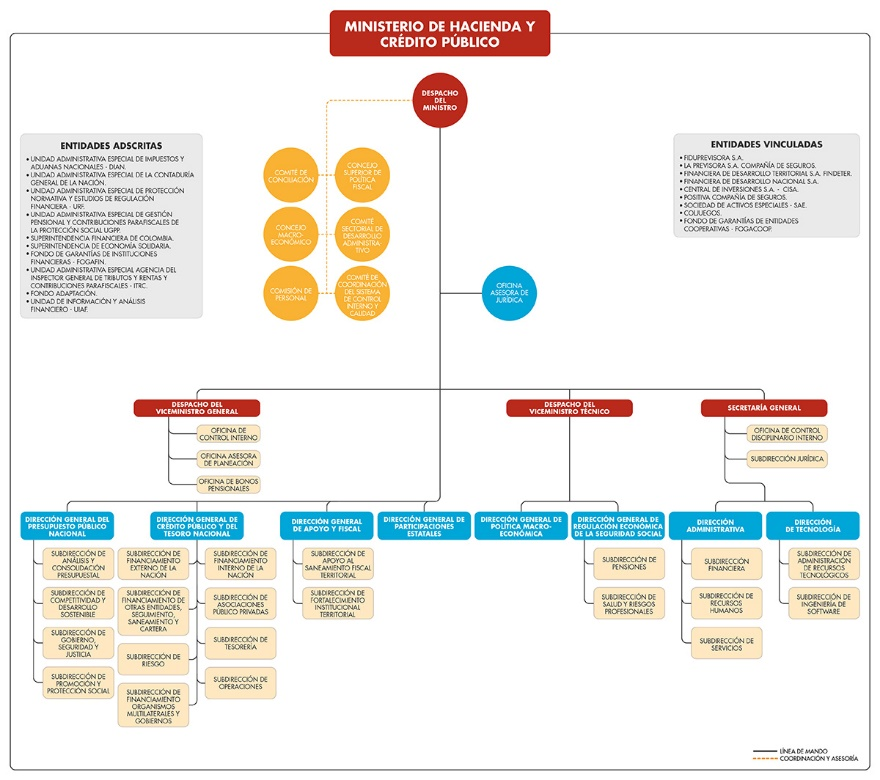 MINISTERIO DE HACIENDA Y
CRÉDITO PÚBLICO
DESPACHO
DEL
MINISTRO
ENTIDADES ADSCRITAS
• UNIDAD ADMINISTRATIVA ESPECIAL DE IMPUESTOS Y
ADUANAS NACIONALES - DIAN.
• UNIDAD ADMINISTRATIVA ESPECIAL DE LA CONTADURÍA
GENERAL DE LA NACIÓN.
• UNIDAD ADMINISTRATIVA ESPECIAL DE PROTECCIÓN
NORMATIVA Y ESTUDIOS DE REGULACIÓN
FINANCIERA - URF.
• UNIDAD ADMINISTRATIVA ESPECIAL DE GESTIÓN
PENSIONAL Y CONTRIBUCIONES PARAFISCALES DE
LA PROTECCIÓN SOCIAL UGPP.
• SUPERINTENDENCIA FINANCIERA DE COLOMBIA.
• SUPERINTENDENCIA DE ECONOMÍA SOLIDARIA.
• FONDO DE GARANTÍAS DE INSTITUCIONES
FINANCIERAS - FOGAFIN.
• UNIDAD ADMINISTRATIVA ESPECIAL AGENCIA DEL
INSPECTOR GENERAL DE TRIBUTOS Y RENTAS Y
CONTRIBUCIONES PARAFISCALES - ITRC.
• FONDO ADAPTACIÓN.
• UNIDAD DE INFORMACIÓN Y ANÁLISIS
FINANCIERO - UIAF.
COMITÉ DE
CONCILIACIÓN
CONCEJO
SUPERIOR DE
POLÍTICA
FISCAL
CONCEJO
MACRO-
ECONÓMICO
COMITÉ
SECTORIAL DE
DESARROLLO
ADMINISTRA-
TIVO
COMISIÓN DE
PERSONAL
COMITÉ DE
COORDINACIÓN
DEL SISTEMA
DE CONTROL
INTERNO Y
CALIDAD
ENTIDADES VINCULADAS
• FIDUPREVISORA S.A.
• LA PREVISORA S.A. COMPAÑÍA DE SEGUROS.
• FINANCIERA DE DESARROLLO TERRITORIAL S.A. FINDETER.
• FINANCIERA DE DESARROLLO NACIONAL S.A.
• CENTRAL DE INVERSIONES S.A. - CISA.
• POSITIVA COMPAÑÍA DE SEGUROS.
• SOCIEDAD DE ACTIVOS ESPECIALES - SAE.
• COLJUEGOS.
• FONDO DE GARANTÍAS DE ENTIDADES
COOPERATIVAS - FOGACOOP.
OFICINA
ASESORA DE
JURÍDICA
DESPACHO DEL
VICEMINISTRO GENERAL
OFICINA DE
CONTROL INTERNO
OFICINA ASESORA
DE PLANEACIÓN
OFICINA DE BONOS
PENSIONALES
DESPACHO DEL
VICEMINISTRO TÉCNICO
SECRETARÍA GENERAL
OFICINA DE CONTROL
DISCIPLINARIO INTERNO
SUBDIRECCIÓN JURÍDICA
DIRECCIÓN GENERAL DEL
PRESUPUESTO PÚBLICO
NACIONAL
SUBDIRECCIÓN DE
ANÁLISIS Y
CONSOLIDACIÓN
PRESUPUESTAL
SUBDIRECCIÓN DE
COMPETITIVIDAD Y
DESARROLLO
SOSTENIBLE
SUBDIRECCIÓN DE
GOBIERNO,
SEGURIDAD Y
JUSTICIA
SUBDIRECCIÓN DE
PROMOCIÓN Y
PROTECCIÓN SOCIAL
DIRECCIÓN GENERAL DE
CRÉDITO PÚBLICO Y DEL
TESORO NACIONAL
SUBDIRECCIÓN DE
FINANCIAMIENTO
EXTERNO DE LA
NACIÓN
SUBDIRECCIÓN DE
FINANCIAMIENTO DE
OTRAS ENTIDADES,
SEGUIMIENTO,
SANEAMIENTO Y
CARTERA
SUBDIRECCIÓN DE
RIESGO
SUBDIRECCIÓN DE
FINANCIAMIENTO
ORGANISMOS
MULTILATERALES Y
GOBIERNOS
SUBDIRECCIÓN DE
FINANCIAMIENTO
INTERNO DE LA
NACIÓN
SUBDIRECCIÓN DE
ASOCIACIONES
PÚBLICO PRIVADAS
SUBDIRECCIÓN DE
TESORERÍA
SUBDIRECCIÓN DE
OPERACIONES
DIRECCIÓN GENERAL
DE APOYO Y FISCAL
SUBDIRECCIÓN DE
APOYO AL
SANEAMIENTO FISCAL
TERRITORIAL
SUBDIRECCIÓN DE
FORTALECIMIENTO
INSTITUCIONAL
TERRITORIAL
DIRECCIÓN GENERAL DE
PARTICIPACIONES
ESTATALES
DIRECCIÓN GENERAL DE
POLÍTICA MACRO-
ECONÓMICA
DIRECCIÓN GENERAL DE
REGULACIÓN ECONÓMICA
DE LA SEGURIDAD SOCIAL
SUBDIRECCIÓN DE
PENSIONES
SUBDIRECCIÓN DE
SALUD Y RIESGOS
PROFESIONALES
DIRECCIÓN
ADMINISTRATIVA
SUBDIRECCIÓN
FINANCIERA
SUBDIRECCIÓN DE
RECURSOS
HUMANOS
SUBDIRECCIÓN DE
SERVICIOS
DIRECCIÓN
DE TECNOLOGÍA
SUBDIRECCIÓN DE
ADMINISTRACIÓN
DE RECURSOS
TECNOLÓGICOS
SUBDIRECCIÓN DE
INGENIERÍA DE
SOFTWARE
LÍNEA DE MANDO
COORDINACIÓN Y ASESORÍA